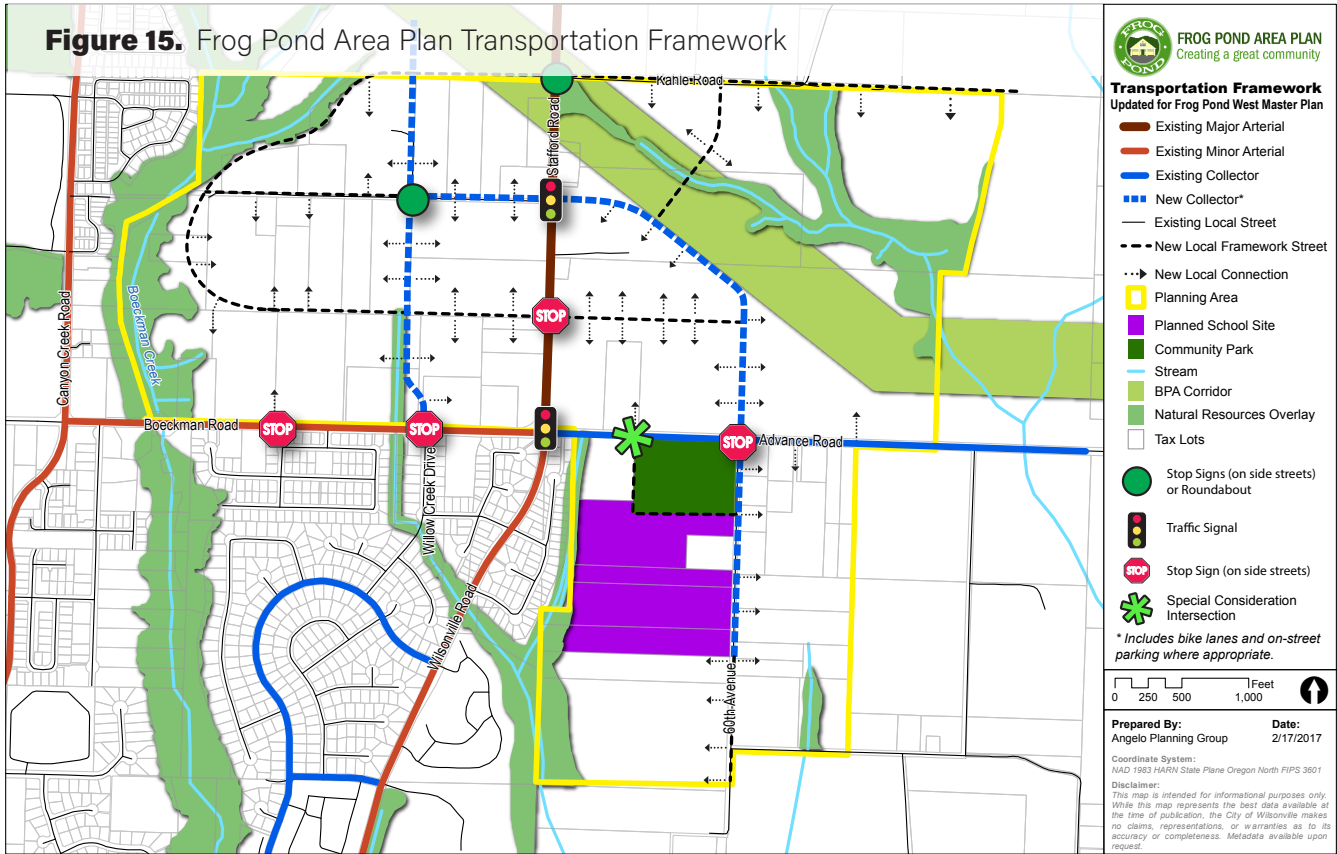 Figure 15. Frog Pond Area Plan Transportation Framework
Kahle Road
Stafford Road
Canyon Creek Road
Boeckman Creek
Boeckman Road
STOP
STOP
STOP
STOP
Advance Road
Willow Creek Drive
Wilsonville Road
60th Avenue
FROG
POND
FROG POND AREA PLAN
Creating a great community
Transportation Framework
Updated for Frog Pond West Master Plan
Existing Major Arterial
Existing Minor Arterial
Existing Collector
New Collector*
Existing Local Street
New Local Framework Street
New Local Connection
Planning Area
Planned School Site
Community Park
Stream
BPA Corridor
Natural Resources Overlay
Tax Lots
Stop Signs (on side streets)
or Roundabout
Traffic Signal
STOP
Stop Sign (on side streets)
Special Consideration
Intersection
* Includes bike lanes and on-street
parking where appropriate.
Feet
0 250 500 1,000
Prepared By: Date:
Angelo Planning Group 2/17/2017
Coordinate System:
NAD 1983 HARN State Plane Oregon North FIPS 3601
Disclaimer:
This map is intended for informational purposes only.
While this map represents the best data available at
the time of publication, the City of Wilsonville makes
no claims, representations, or warranties as to its
accuracy or completeness. Metadata available upon
request.